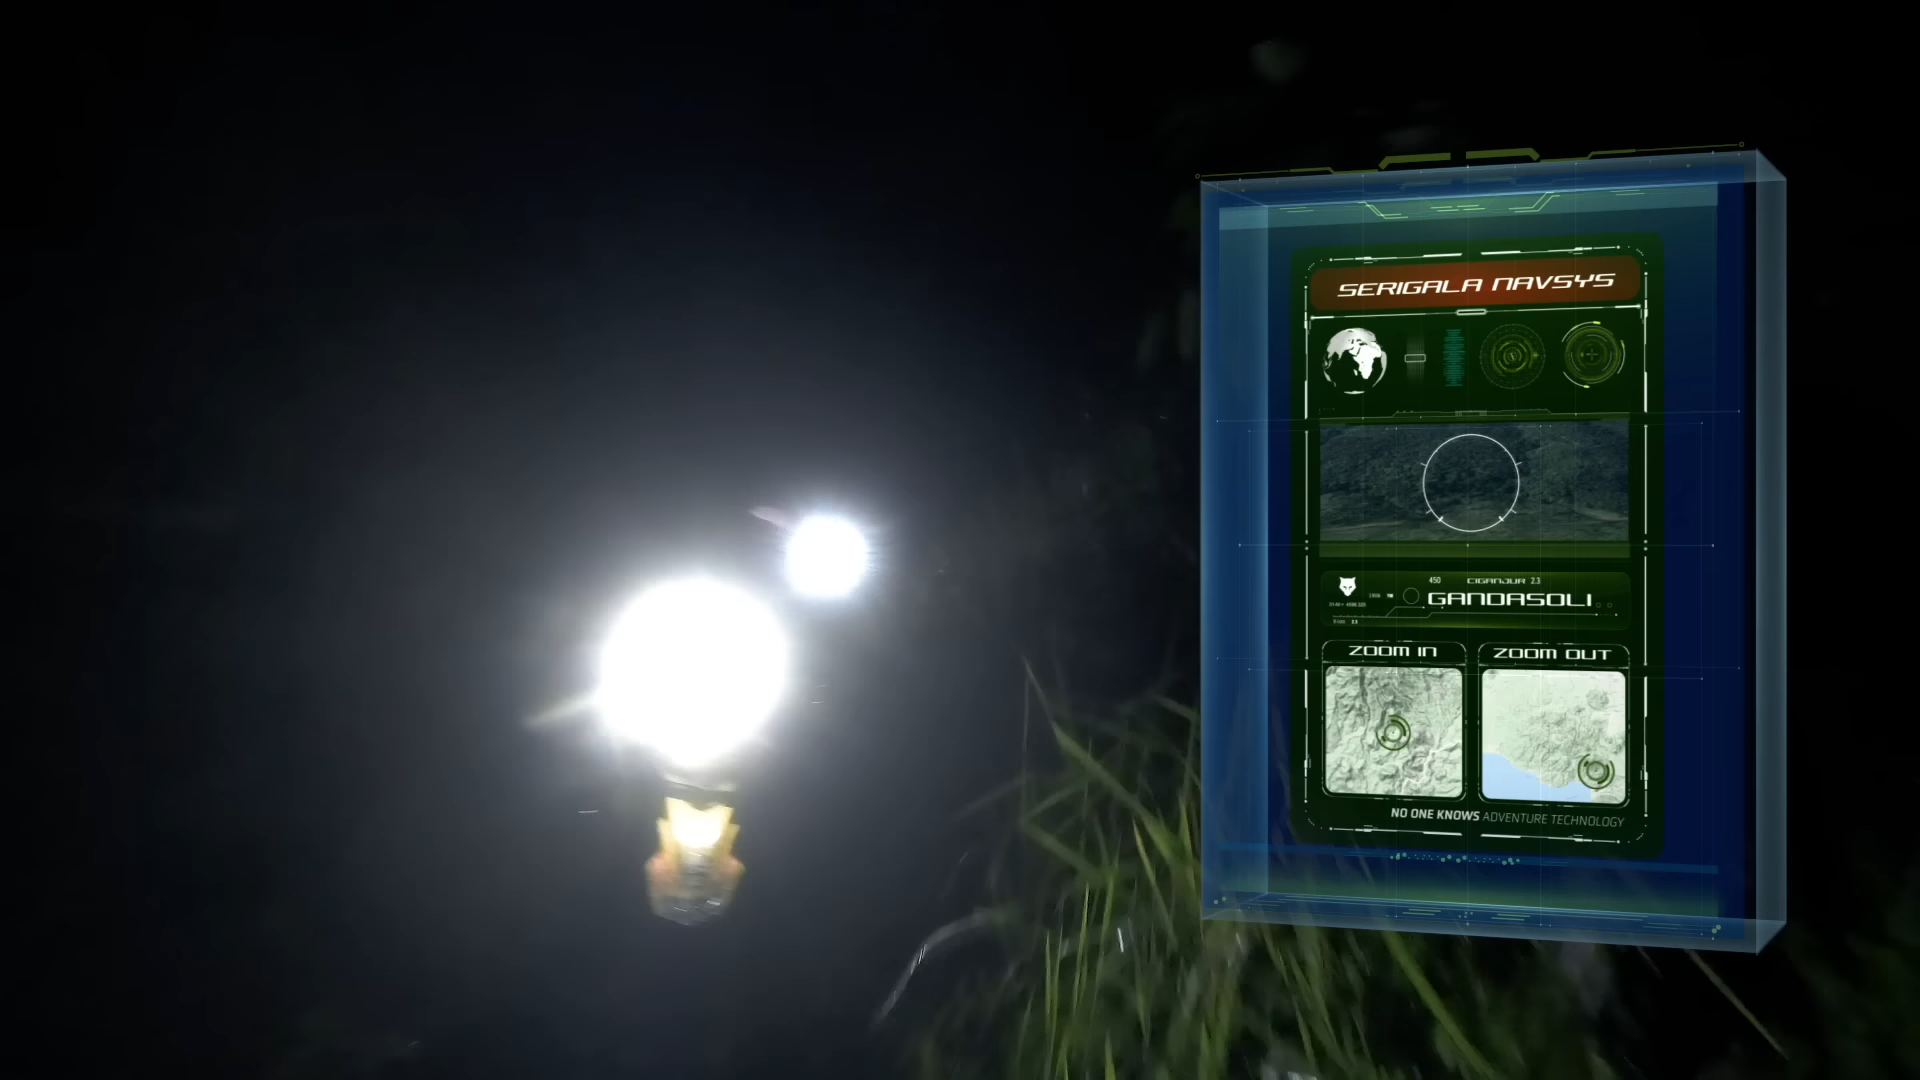 SERIGALA NAVSYS
450 CIGANJUR 2.3
GANDASOLI
ZOOM IN
ZOOM OUT
NO ONE KNOWS ADVENTURE TECHNOLOGY